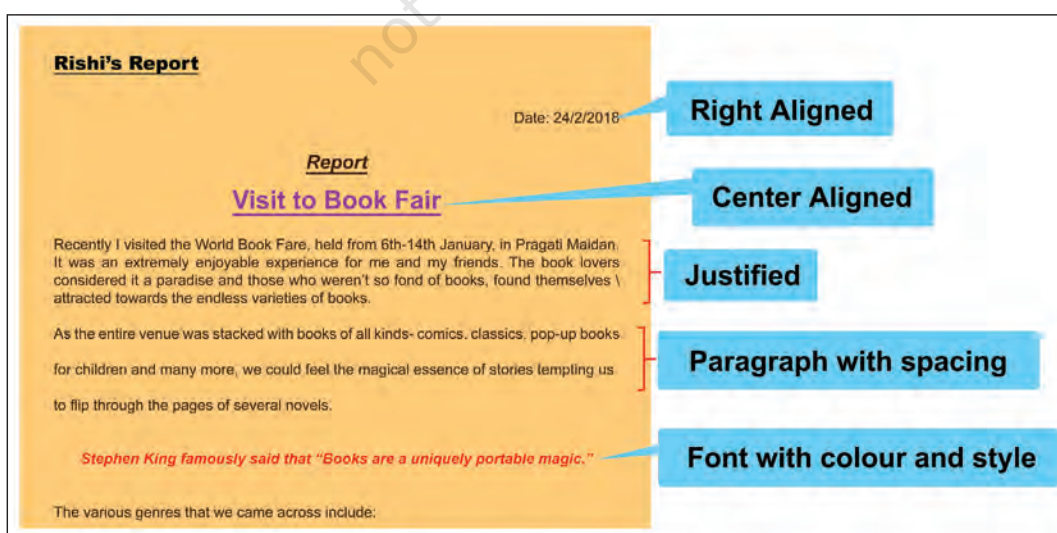 not
Rishi's Report
Date: 24/2/2018
Right Aligned
Report
Visit to Book Fair
Center Aligned
Recently I visited the World Book Fare, held from 6th-14th January, in Pragati Maidan.
It was an extremely enjoyable experience for me and my friends. The book lovers
considered it a paradise and those who weren't so fond of books, found themselves \
attracted towards the endless varieties of books.
Justified
As the entire venue was stacked with books of all kinds- comics. classics, pop-up books
for children and many more, we could feel the magical essence of stories tempting us
to flip through the pages of several novels.
Paragraph with spacing
Stephen King famously said that "Books are a uniquely portable magic."
Font with colour and style
The various genres that we came across include: